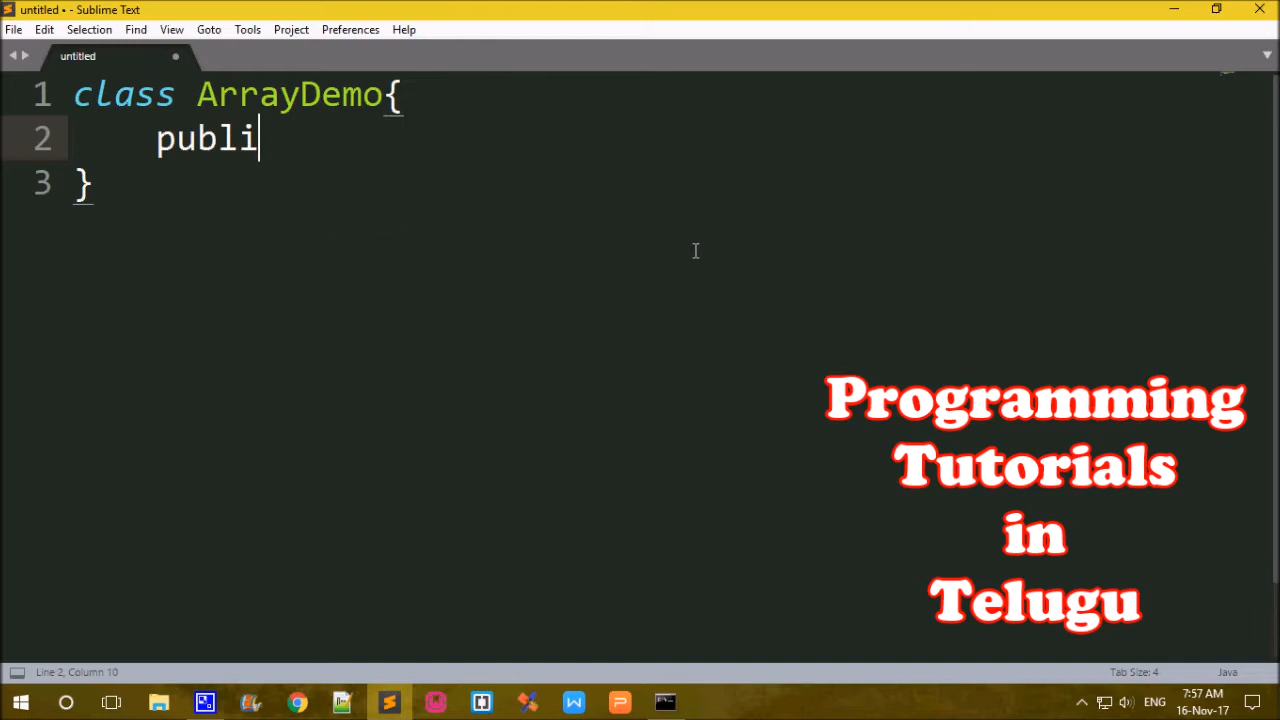 untitled • - Sublime Text
File Edit Selection Find View Goto Tools Project Preferences Help
untitled
1 class ArrayDemo{
2 publi
3 }
Programming
Tutorials
in
Telugu
Line 2, Column 10 Tab Size: 4 Java
ENG 7:57 AM
16-Nov-17